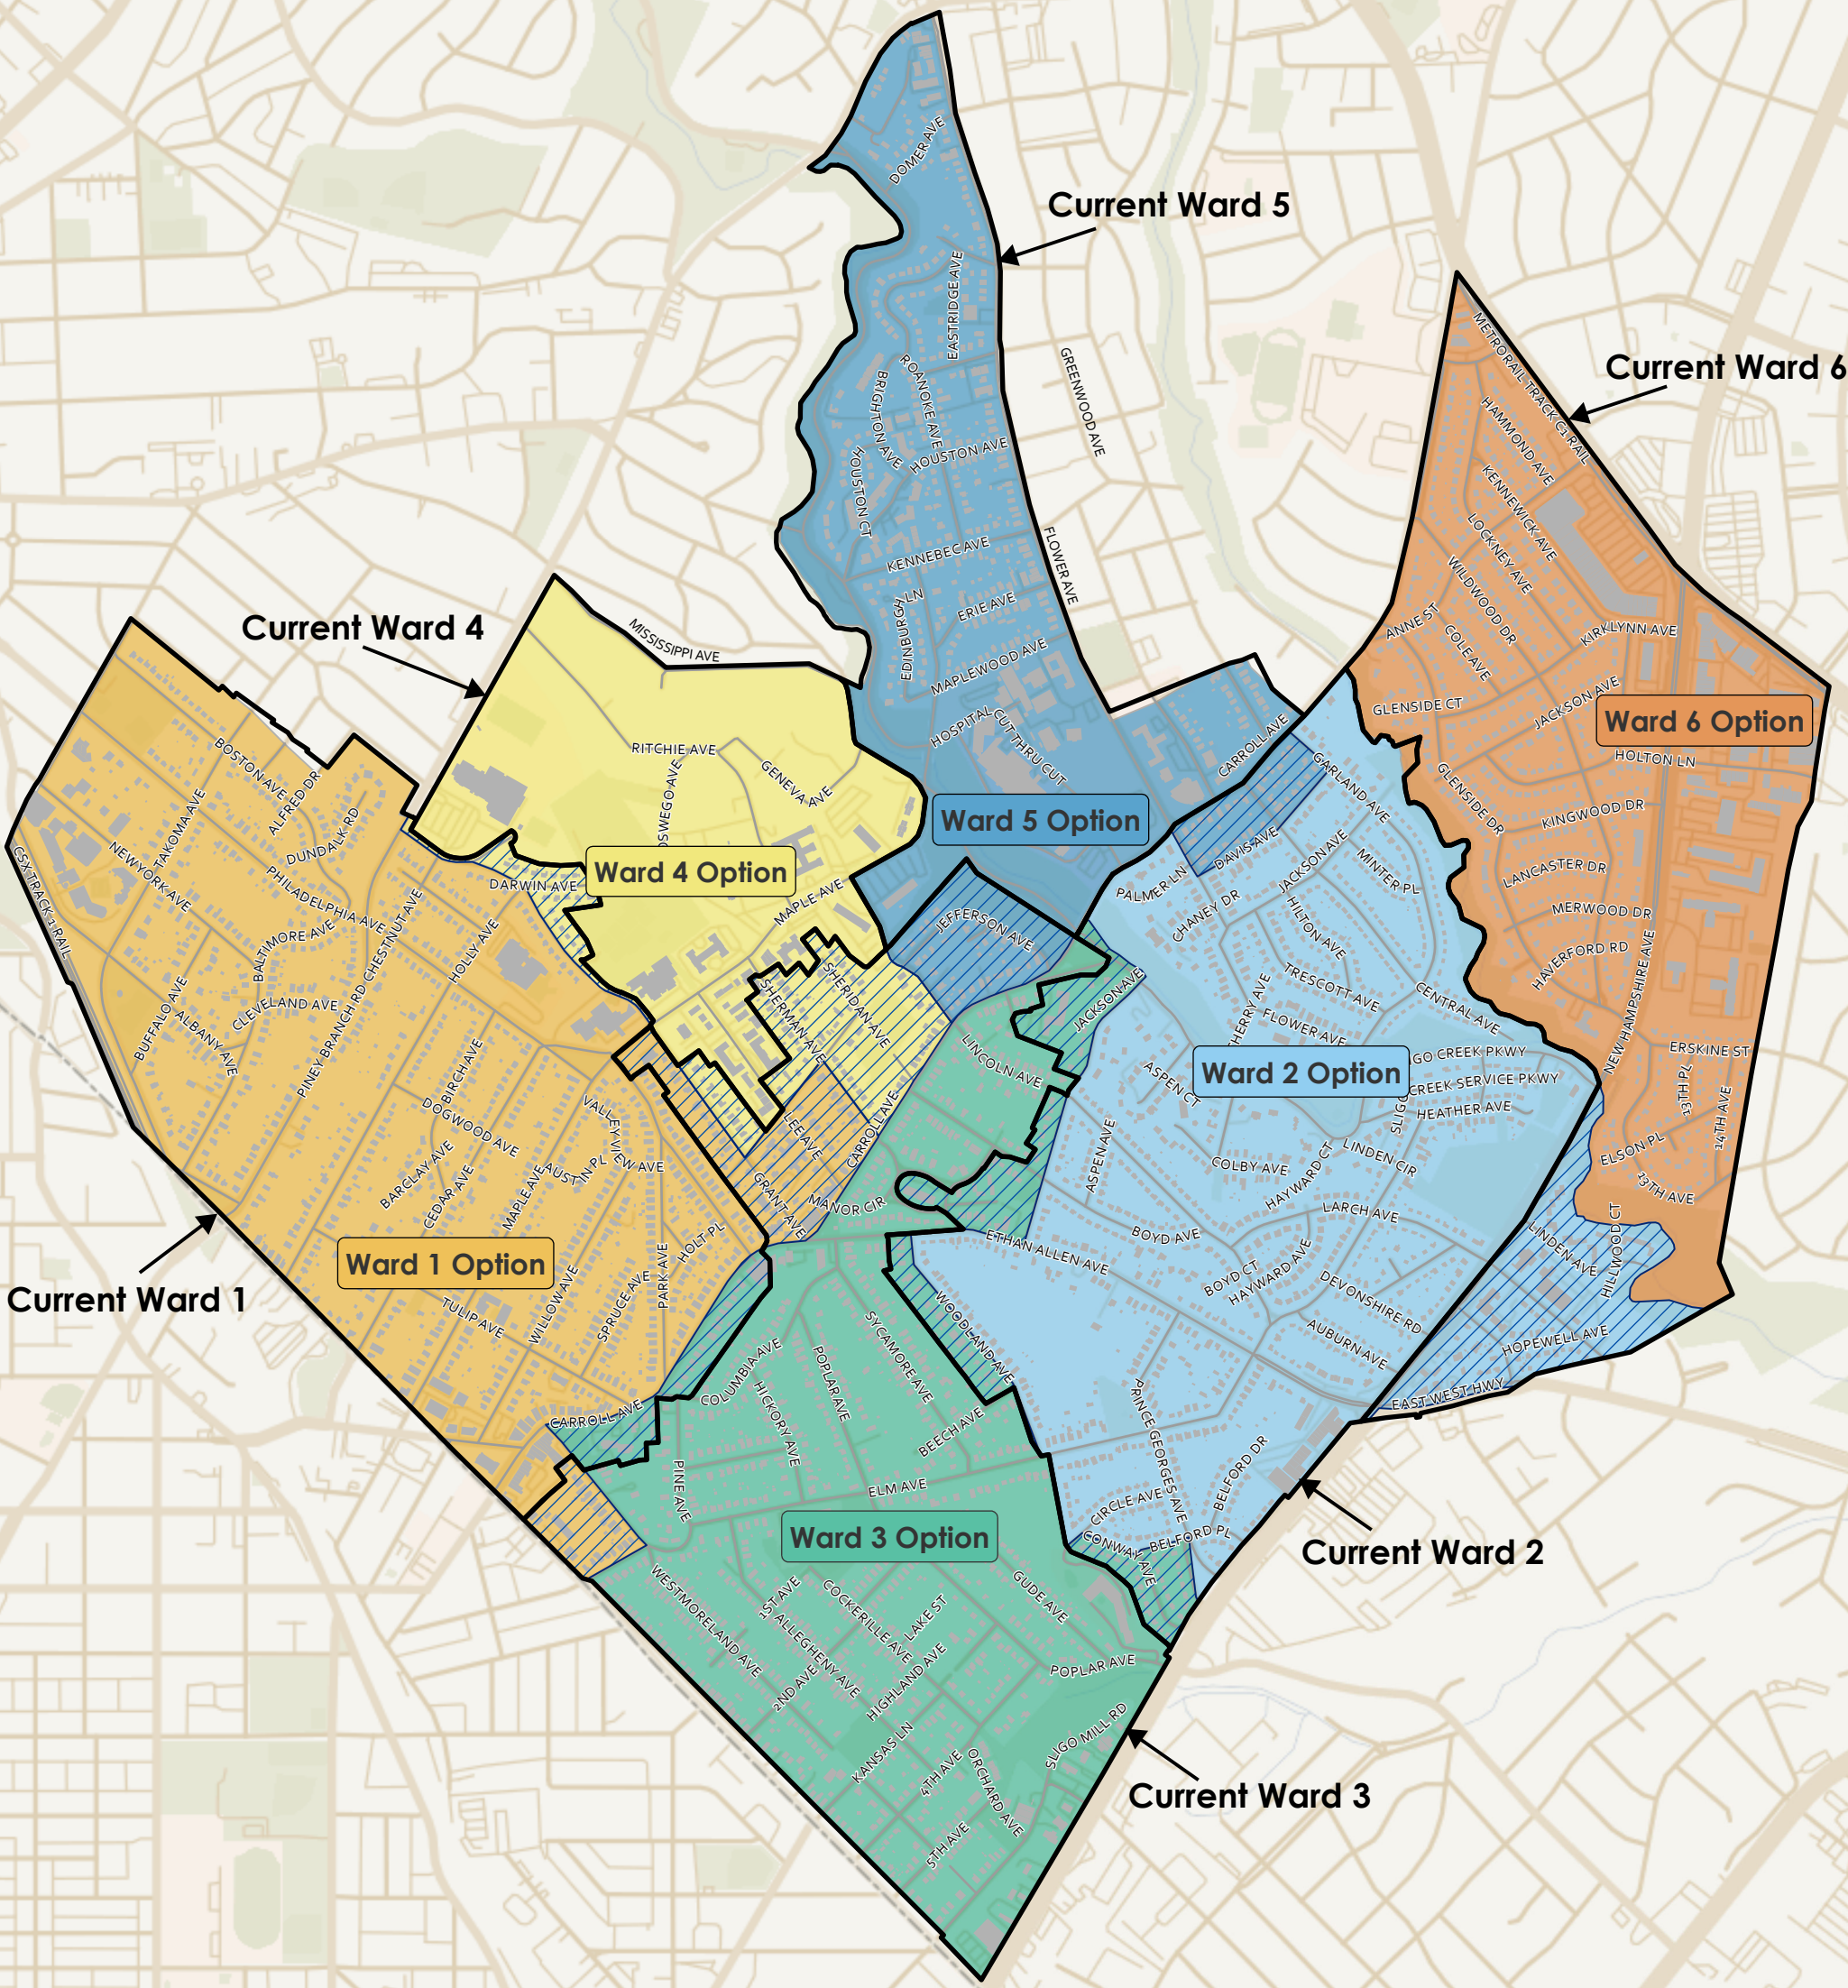 DOMER AVE
Current Ward 5
EASTRIDGE AVE
GREENWOOD AVE
ROANOKE AVE
BRIGHTON AVE
HOUSTON AVE
HOUSTON CT
METRORAIL TRACK C1 RAIL
Current Ward 6
HAMMOND AVE
KENNEWICK AVE
LOCKNEY AVE
WILDWOOD DR
KENNEBEC AVE
FLOWER AVE
LN
ERIE AVE
EDINBURGH
MAPLEWOOD AVE
ANNE ST
COLE AVE
KIRKLYNN AVE
Current Ward 4
MISSISSIPPI AVE
GLENSIDE CT
JACKSON AVE
Ward 6 Option
HOLTON LN
HOSPITAL
CUT THRU CUT
CARROLL AVE
RITCHIE AVE
GENEVA AVE
OSWEGO AVE
BOSTON AVE
ALFRED DR
TAKOMA AVE
DUNDALK RD
GARLAND AVE
GLENSIDE DR
KINGWOOD DR
Ward 5 Option
NEW YORK AVE
PHILADELPHIA AVE
DARWIN AVE
Ward 4 Option
MAPLE AVE
DAVIS AVE
JACKSON AVE
MINTER PL
PALMER LN
LANCASTER DR
CHANEY DR
HILTON AVE
MERWOOD DR
CSX TRACK 1 RAIL
BALTIMORE AVE
CHESTNUT AVE
HOLLY AVE
JEFFERSON AVE
HAVERFORD RD
NEW HAMPSHIRE AVE
TRESCOTT AVE
CENTRAL AVE
SHERIDAN AVE
SHERMAN AVE
JACKSON AVE
BUFFALO AVE
CLEVELAND AVE
ALBANY AVE
PINEY BRANCH RD
FLOWER AVE
LINCOLN AVE
BIRCH AVE
ERSKINE ST
Ward 2 Option
GO CREEK PKWY
CREEK SERVICE PKWY
HEATHER AVE
SLIGO
ASPEN CT
13TH PL
14TH AVE
DOGWOOD AVE
VALLEY VIEW AVE
CARROLL AVE
LEE AVE
ASPEN AVE
COLBY AVE
HAYWARD CT
LINDEN CIR
ELSON PL
13TH AVE
BARCLAY AVE
CEDAR AVE
MAPLE AVE
AUSTIN PL
GRANT AVE
MANOR CIR
LARCH AVE
Ward 1 Option
HOLT PL
PARK AVE
ETHAN ALLEN AVE
BOYD AVE
BOYD CT
HAYWARD AVE
DEVONSHIRE RD
LINDEN AVE
HILLWOOD CT
Current Ward 1
TULIP AVE
WILLOW AVE
SPRUCE AVE
WOODLAND AVE
SYCAMORE AVE
AUBURN AVE
HOPEWELL AVE
COLUMBIA AVE
POPLAR AVE
HICKORY AVE
BEECH AVE
PRINCE GEORGES AVE
EAST WEST HWY
CARROLL AVE
PINE AVE
ELM AVE
BELFORD DR
CIRCLE AVE
BELFORD PL
CONWAY AVE
Ward 3 Option
Current Ward 2
WESTMORELAND AVE
1ST AVE
ALLEGHENY AVE
COCKERILLE AVE
LAKE ST
GUDE AVE
2ND AVE
HIGHLAND AVE
POPLAR AVE
KANSAS LN
SLIGO MILL RD
4TH AVE
ORCHARD AVE
5TH AVE
Current Ward 3